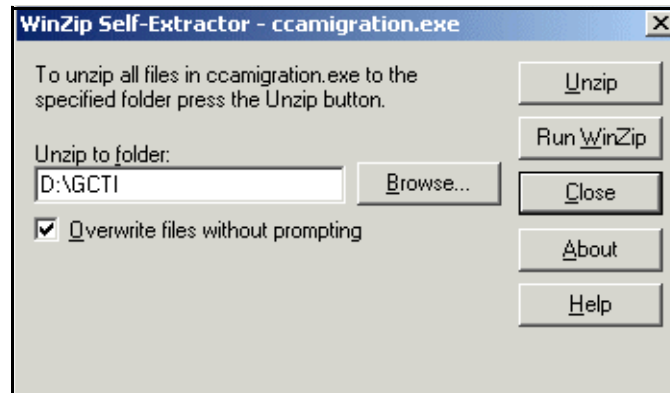 WinZip Self-Extractor - ccamigration.exe
To unzip all files in ccamigration.exe to the
specified folder press the Unzip button.
Unzip to folder:
D:\GCTI
Browse...
Overwrite files without prompting
Unzip
Run WinZip
Close
About
Help